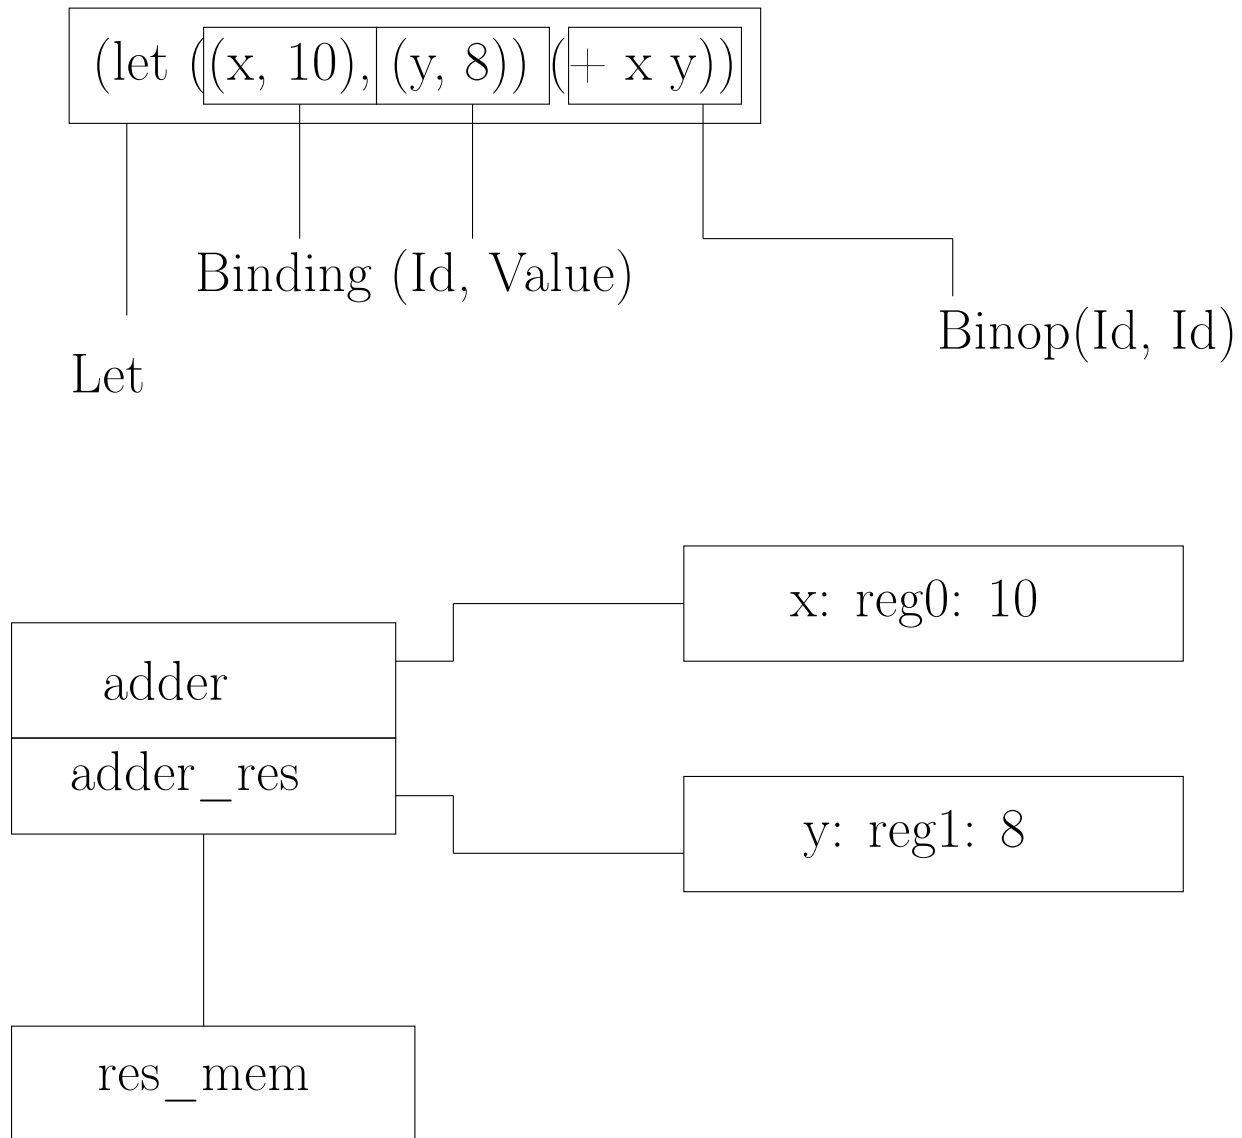 (let ((x, 10), (y, 8)) (+ x y))
Binding (Id, Value)
Binop(Id, Id)
Let
x: reg0: 10
adder
adder_res
y: reg1: 8
res_mem